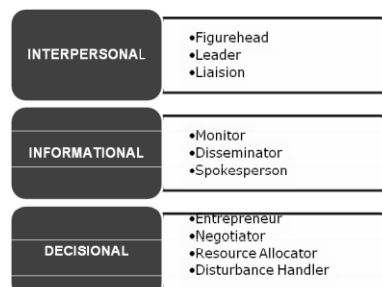 INTERPERSONAL
•Figurehead
•Leader
•Liaision
INFORMATIONAL
•Monitor
•Disseminator
•Spokesperson
DECISIONAL
•Entrepreneur
•Negotiator
•Resource Allocator
•Disturbance Handler